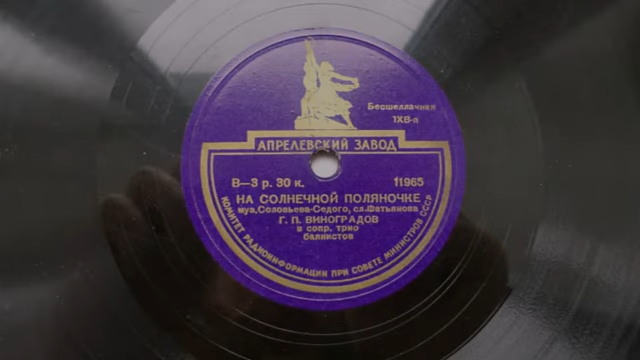 Бесшеллачная
1ХВ-п
АПРЕЛЕВСКИЙ ЗАВОД
В—3 р. 30 к.
11965
НА СОЛНЕЧНОЙ ПОЛЯНОЧКЕ
муз. Соловьева-Седого, сл. Фатьянова
Г. П. ВИНОГРАДОВ
в сопр. трио
баянистов
КОМИТЕТ РАДИОИНФОРМАЦИИ ПРИ СОВЕТЕ МИНИСТРОВ СССР